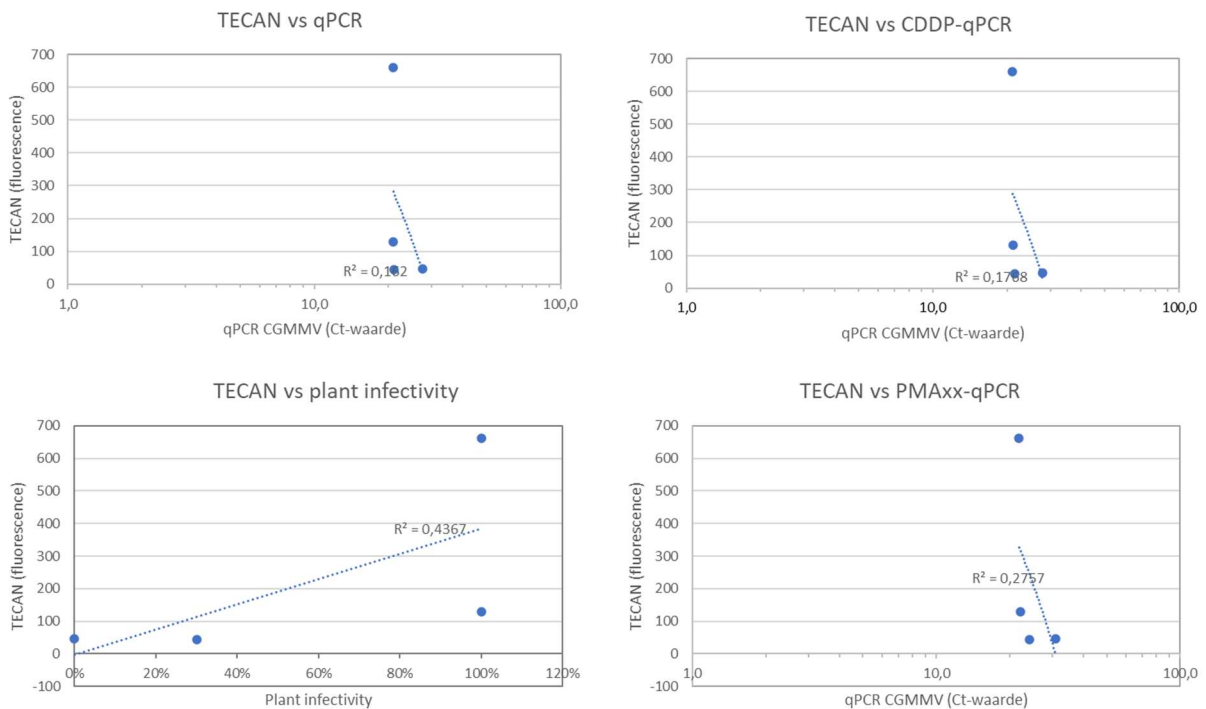 TECAN vs qPCR
700
600
500
400
300
200
100
0
TECAN (fluorescence)
R² = 0,162
1,0 10,0 100,0
qPCR CGMMV (Ct-waarde)
TECAN vs CDDP-qPCR
700
600
500
400
300
200
100
0
TECAN (fluorescence)
R² = 0,1768
1,0 10,0 100,0
qPCR CGMMV (Ct-waarde)
TECAN vs plant infectivity
700
600
500
400
300
200
100
0
-100
TECAN (fluorescence)
R² = 0,4367
0% 20% 40% 60% 80% 100% 120%
Plant infectivity
TECAN vs PMAxx-qPCR
700
600
500
400
300
200
100
0
-100
TECAN (fluorescence)
R² = 0,2757
1,0 10,0 100,0
qPCR CGMMV (Ct-waarde)